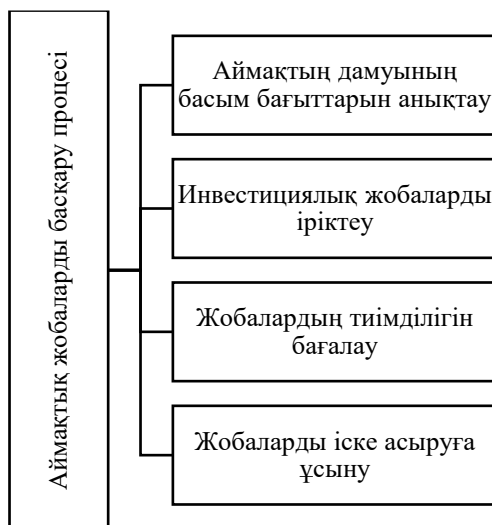 Аймақтық жобаларды басқару процесі
Аймақтың дамуының
басым бағыттарын анықтау
Инвестициялық жобаларды
іріктеу
Жобалардың тиімділігін
бағалау
Жобаларды іске асыруға
ұсыну